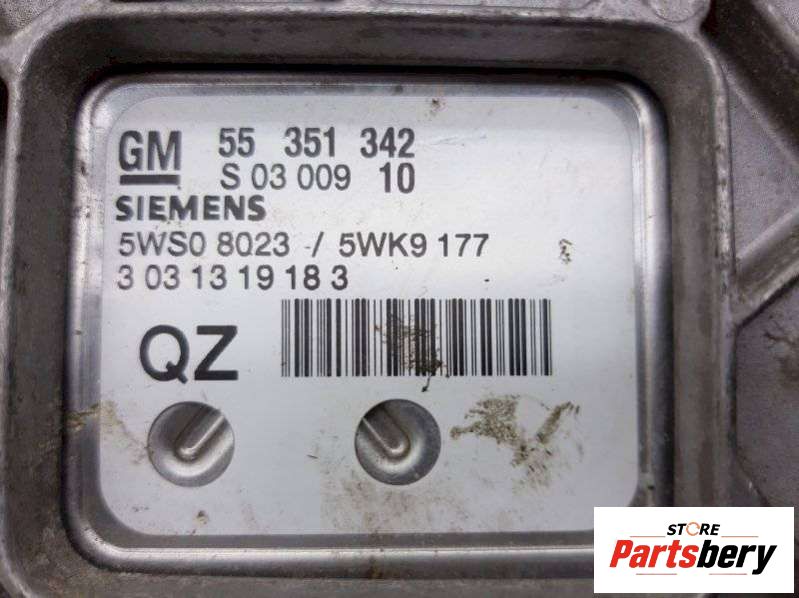 GM 55 351 342
S 03 009 10
SIEMENS
5WS0 8023 / 5WK9 177
3 03 13 19 18 3
QZ
STORE
Partsbery